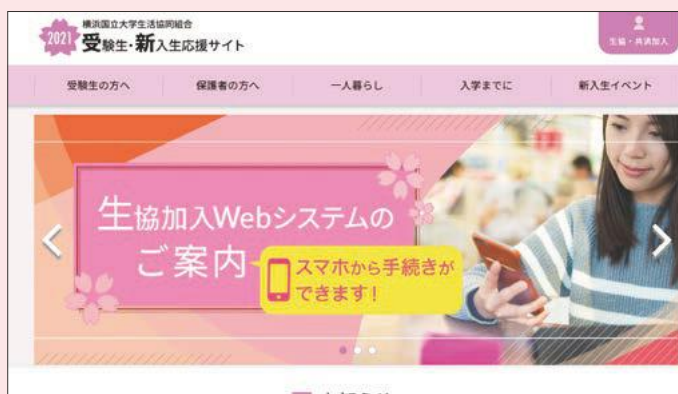 横浜国立大学生活協同組合
2021 受験生・新入生応援サイト
生協・共済加入
受験生の方へ 保護者の方へ 一人暮らし 入学までに 新入生イベント
生協加入Webシステムの
ご案内
スマホから手続きが
できます!